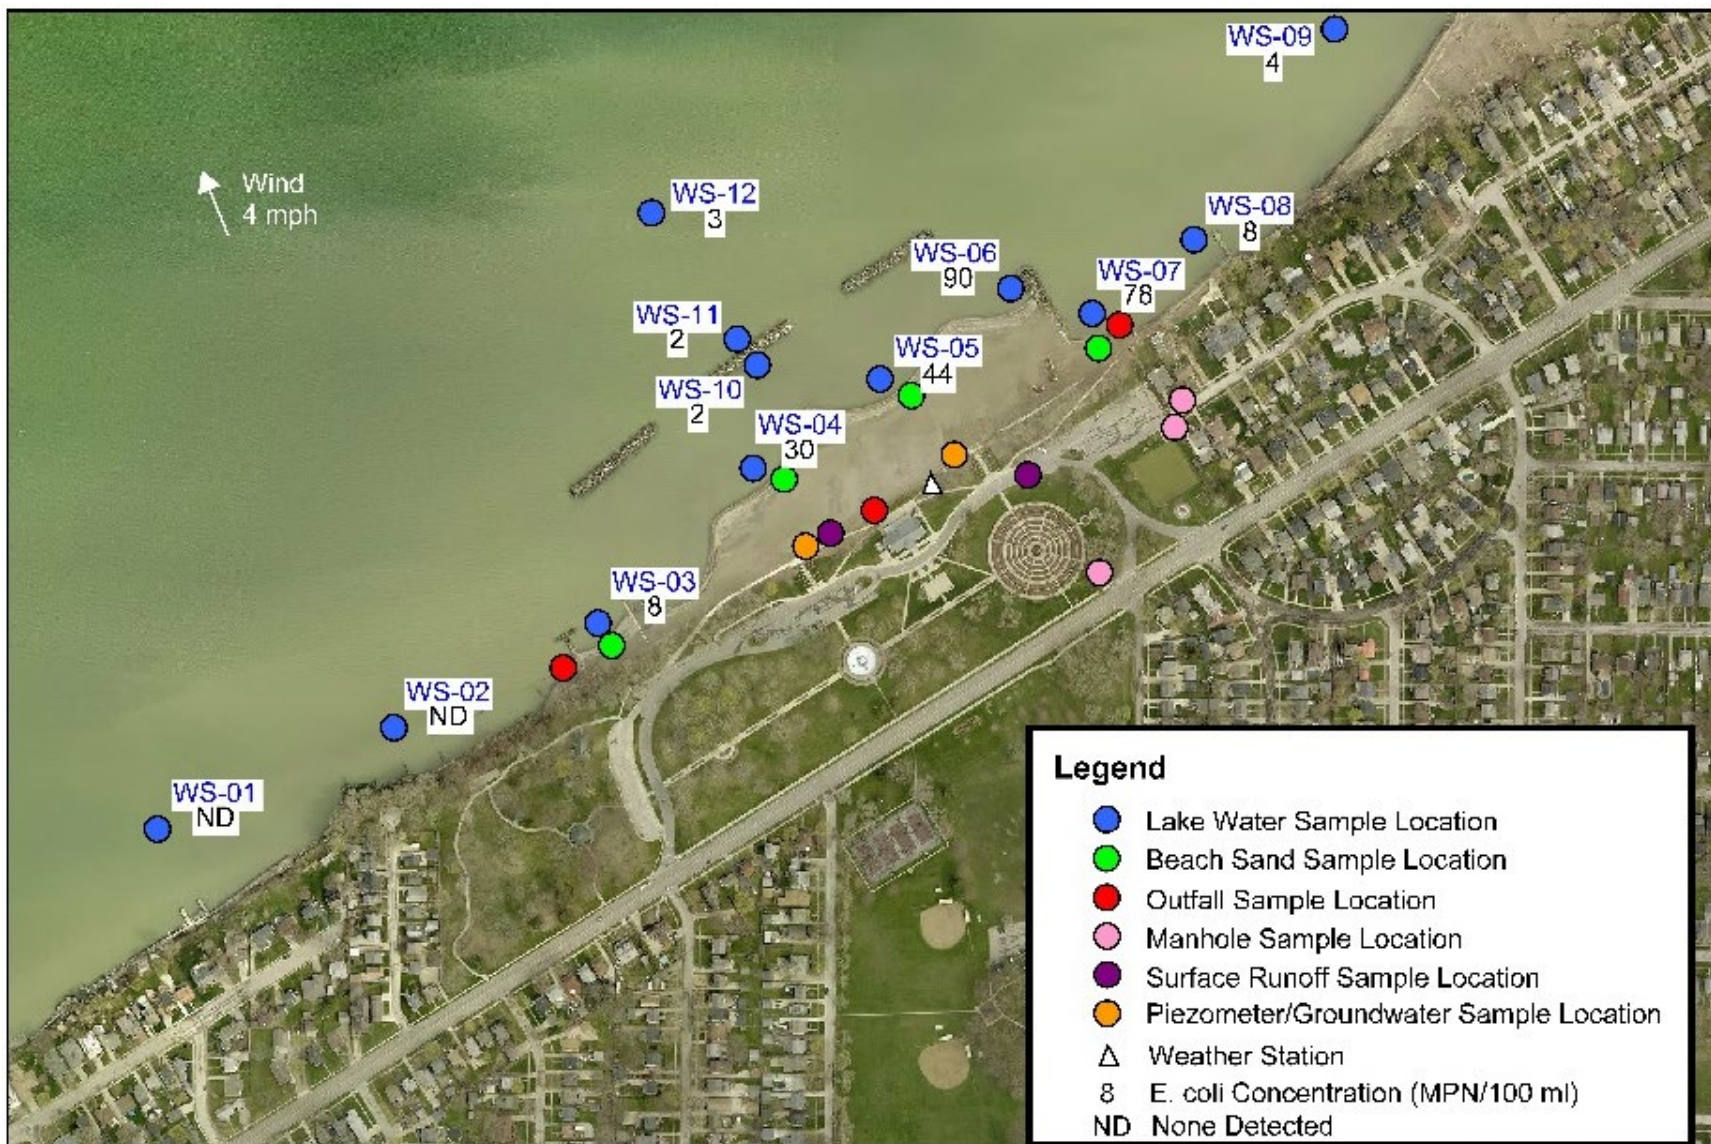 WS-09
4
Wind
4 mph
WS-12
3
WS-08
8
WS-06
90
WS-07
78
WS-11
2
WS-05
44
WS-10
2
WS-04
30
WS-03
8
WS-02
ND
WS-01
ND
Legend
Lake Water Sample Location
Beach Sand Sample Location
Outfall Sample Location
Manhole Sample Location
Surface Runoff Sample Location
Piezometer/Groundwater Sample Location
Weather Station
8 E. coli Concentration (MPN/100 ml)
ND None Detected